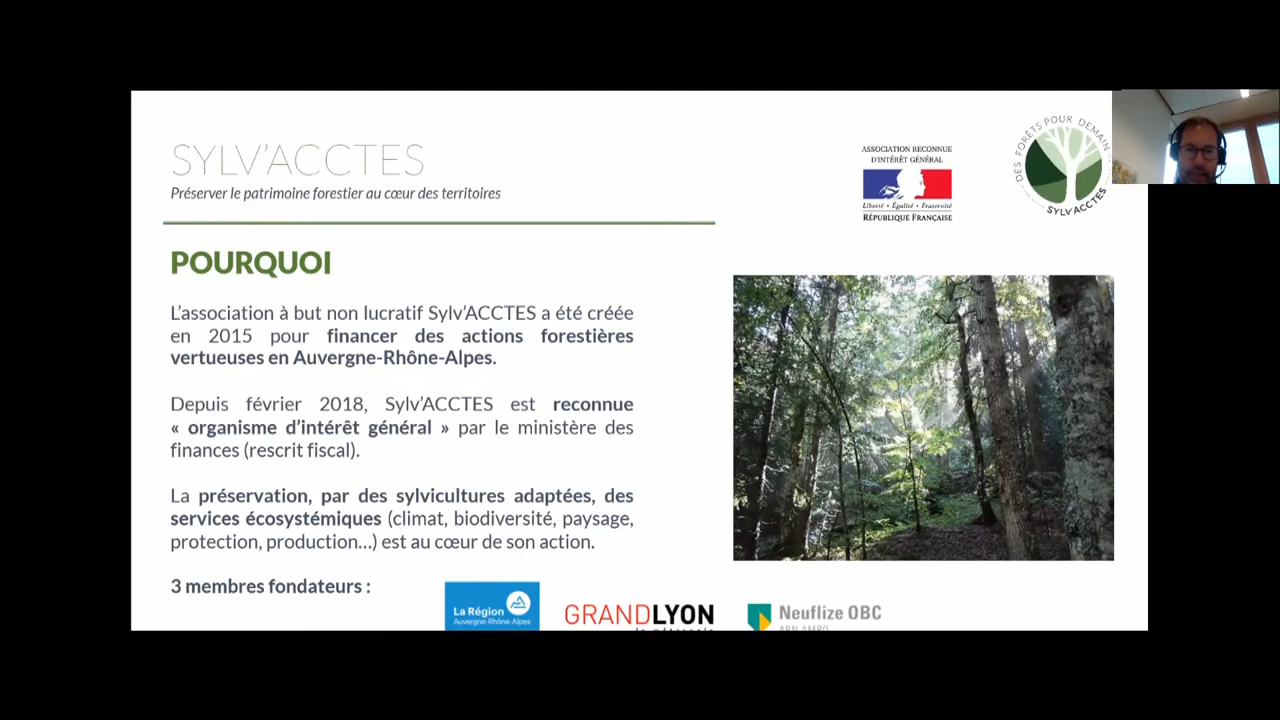 SYLV'ACCTES
Préserver le patrimoine forestier au cœur des territoires
ASSOCIATION RECONNUE
D'INTÉRÊT GÉNÉRAL
Liberté • Égalité • Fraternité
RÉPUBLIQUE FRANÇAISE
DES FORÊTS POUR DEMAIN
SYLV'ACCTES
POURQUOI
L'association à but non lucratif Sylv'ACCTES a été créée
en 2015 pour financer des actions forestières
vertueuses en Auvergne-Rhône-Alpes.
Depuis février 2018, Sylv'ACCTES est reconnue
« organisme d'intérêt général » par le ministère des
finances (rescrit fiscal).
La préservation, par des sylvicultures adaptées, des
services écosystémiques (climat, biodiversité, paysage,
protection, production...) est au cœur de son action.
3 membres fondateurs :
La Région
Auvergne-Rhône-Alpes
GRANDLYON
Neuflize OBC